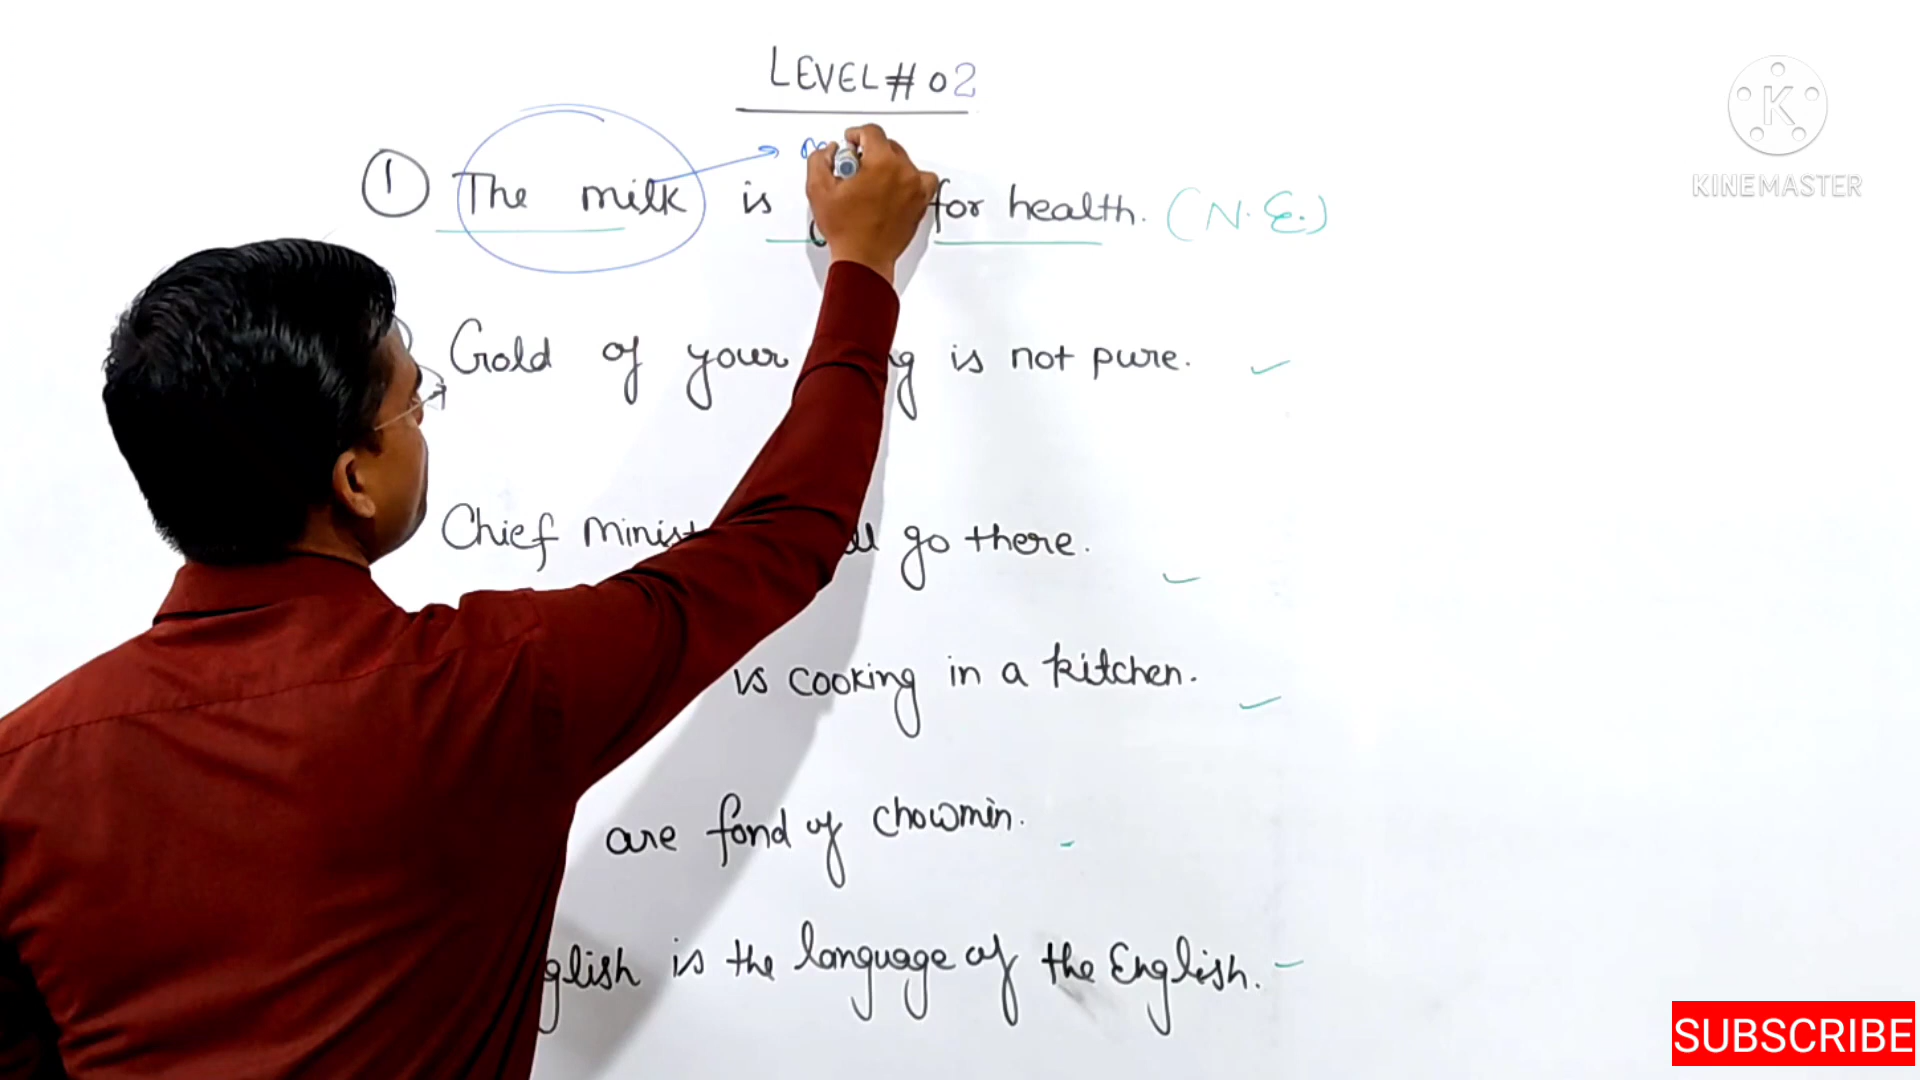 LEVEL # 02
1 The milk is for health. (N.E.)
Gold of your is not pure.
Chief go there.
is cooking in a kitchen.
are fond of chowmin.
is the language of the English.
KINEMASTER
SUBSCRIBE